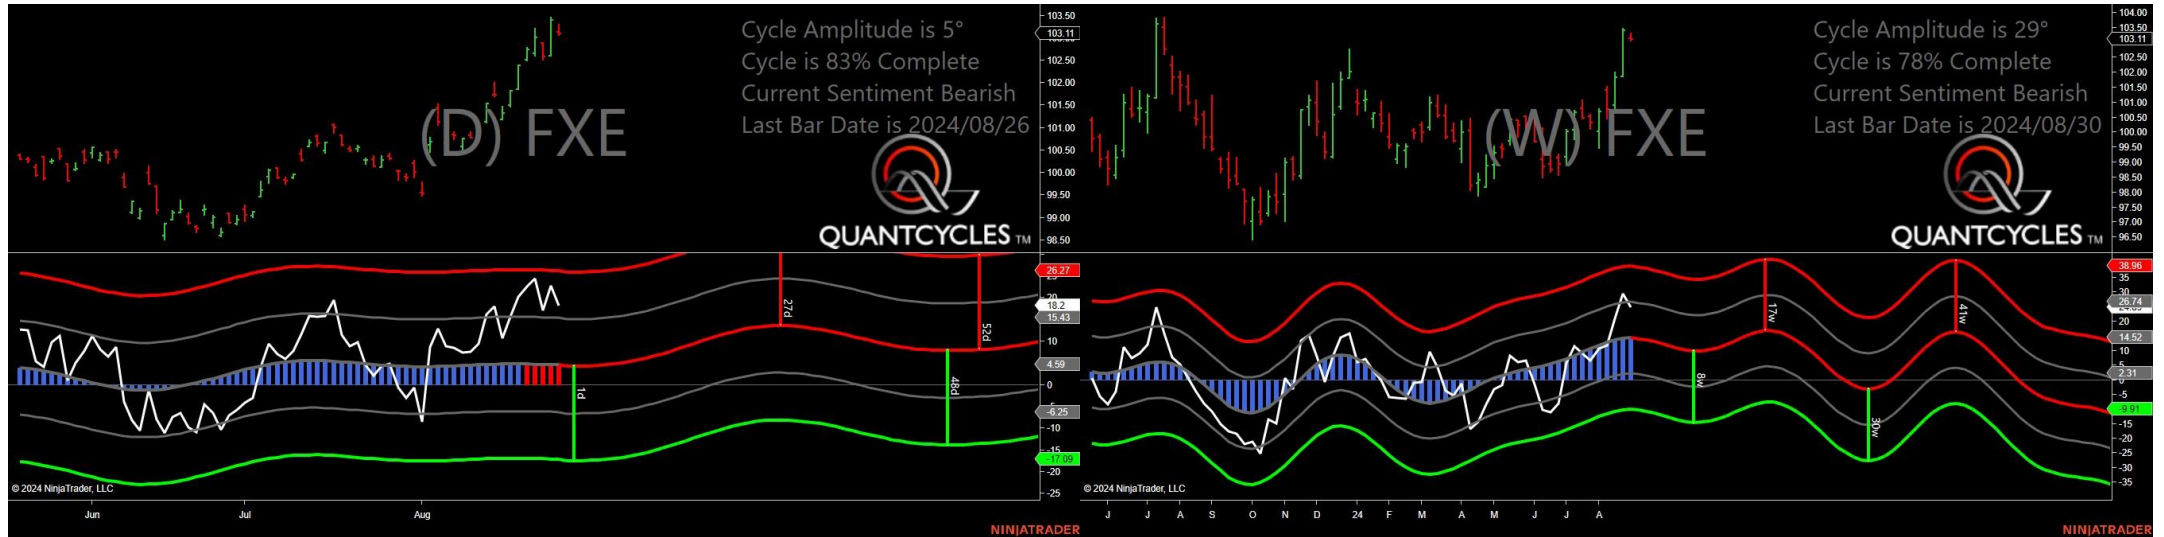 Cycle Amplitude is 5°
Cycle is 83% Complete
Current Sentiment Bearish
Last Bar Date is 2024/08/26
(D) FXE
QUANTCYCLES TM
103.50
103.11
102.50
102.00
101.50
101.00
100.50
100.00
99.50
99.00
98.50
26.27
20
18.2
15.43
10
4.59
0
-5
-6.25
-10
-15
-17.09
-20
-25
1d
27d
48d
52d
© 2024 NinjaTrader, LLC
Jun Jul Aug
NINJATRADER
Cycle Amplitude is 29°
Cycle is 78% Complete
Current Sentiment Bearish
Last Bar Date is 2024/08/30
(W) FXE
QUANTCYCLES TM
104.00
103.50
103.11
102.50
102.00
101.50
101.00
100.50
100.00
99.50
99.00
98.50
98.00
97.50
97.00
96.50
38.96
35
30
26.74
20
14.52
10
5
2.31
-5
-9.91
-15
-20
-25
-30
-35
8w
17w
30w
41w
© 2024 NinjaTrader, LLC
J J A S O N D 24 F M A M J J A
NINJATRADER